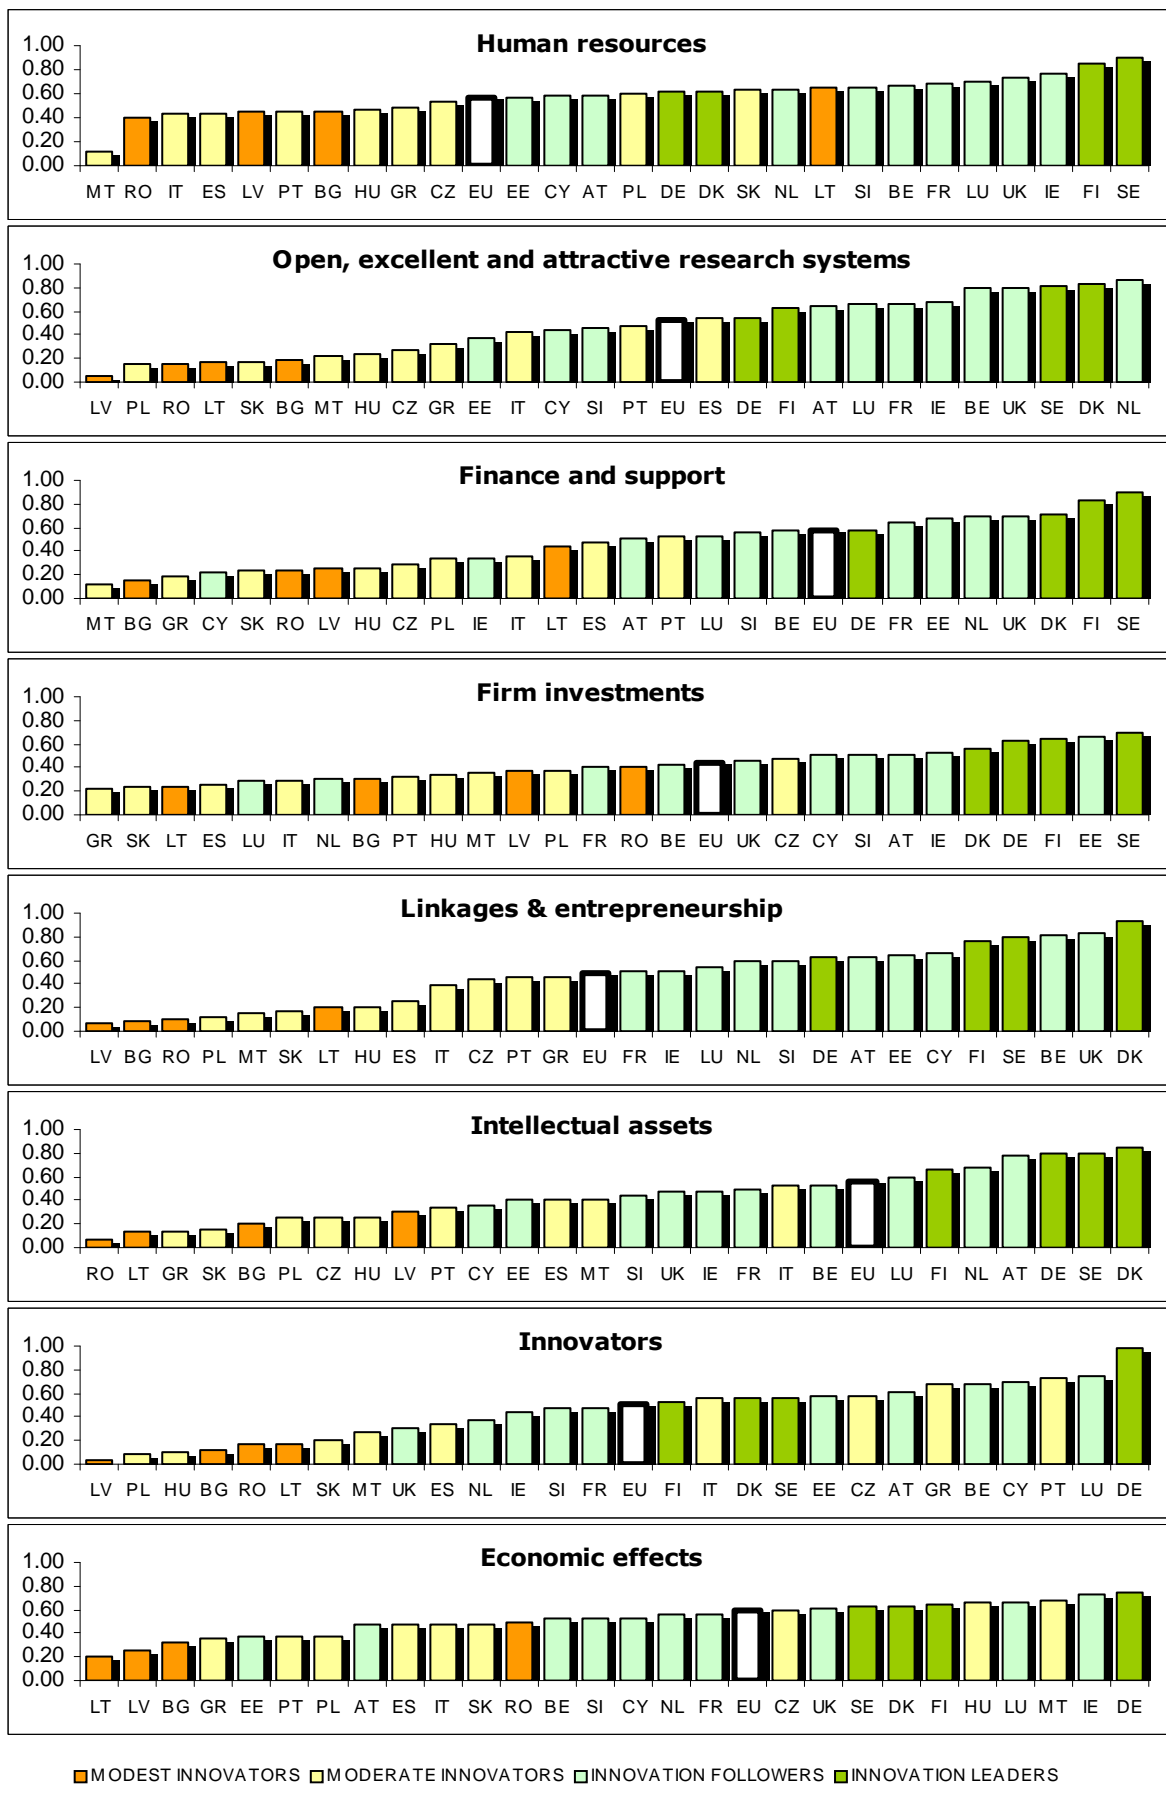 Human resources
1.00
0.80
0.60
0.40
0.20
0.00
MT RO IT ES LV PT BG HU GR CZ EU EE CY AT PL DE DK SK NL LT SI BE FR LU UK IE FI SE
Open, excellent and attractive research systems
1.00
0.80
0.60
0.40
0.20
0.00
LV PL RO LT SK BG MT HU CZ GR EE IT CY SI PT EU ES DE FI AT LU FR IE BE UK SE DK NL
Finance and support
1.00
0.80
0.60
0.40
0.20
0.00
MT BG GR CY SK RO LV HU CZ PL IE IT LT ES AT PT LU SI BE EU DE FR EE NL UK DK FI SE
Firm investments
1.00
0.80
0.60
0.40
0.20
0.00
GR SK LT ES LU IT NL BG PT HU MT LV PL FR RO BE EU UK CZ CY SI AT IE DK DE FI EE SE
Linkages & entrepreneurship
1.00
0.80
0.60
0.40
0.20
0.00
LV BG RO PL MT SK LT HU ES IT CZ PT GR EU FR IE LU NL SI DE AT EE CY FI SE BE UK DK
Intellectual assets
1.00
0.80
0.60
0.40
0.20
0.00
RO LT GR SK BG PL CZ HU LV PT CY EE ES MT SI UK IE FR IT BE EU LU FI NL AT DE SE DK
Innovators
1.00
0.80
0.60
0.40
0.20
0.00
LV PL HU BG RO LT SK MT UK ES NL IE SI FR EU FI IT DK SE EE CZ AT GR BE CY PT LU DE
Economic effects
1.00
0.80
0.60
0.40
0.20
0.00
LT LV BG GR EE PT PL AT ES IT SK RO BE SI CY NL FR EU CZ UK SE DK FI HU LU MT IE DE
MODEST INNOVATORS MODERATE INNOVATORS INNOVATION FOLLOWERS INNOVATION LEADERS